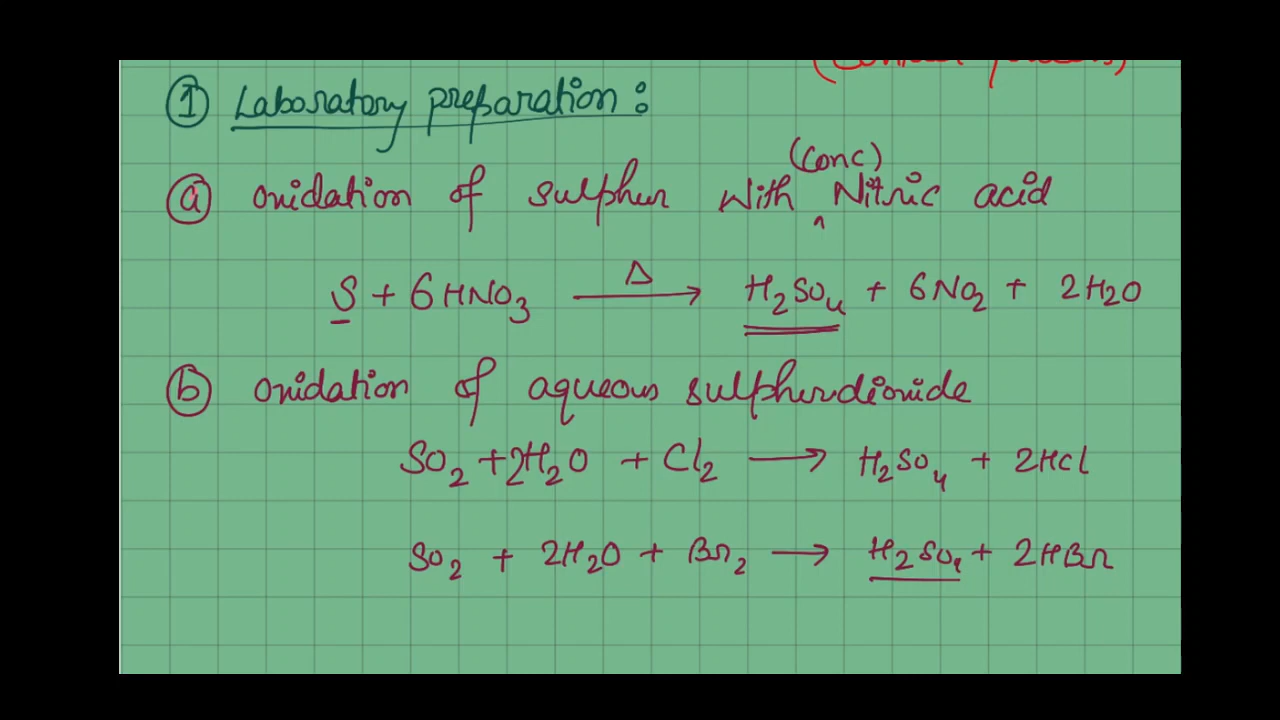 ① Laboratory preparation:
(conc)
ⓐ oxidation of sulphur with ^ Nitric acid
S + 6HNO3 —Δ→ H2SO4 + 6NO2 + 2H2O
ⓑ oxidation of aqueous sulphurdioxide
SO2 + 2H2O + Cl2 → H2SO4 + 2HCl
SO2 + 2H2O + Br2 → H2SO4 + 2HBr